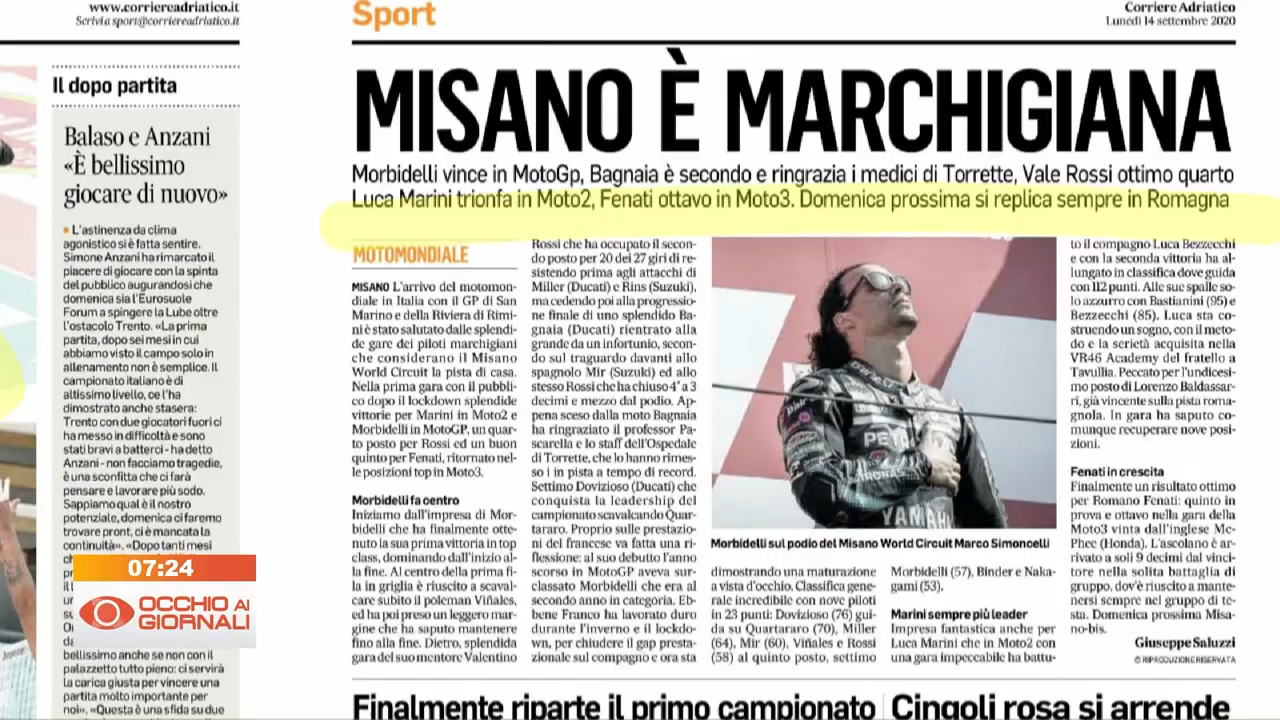 www.corriereadriatico.it
Scrivi a sport@corriereadriatico.it
Il dopo partita
Balaso e Anzani
«È bellissimo
giocare di nuovo»
L'astinenza da clima
agonistico si è fatta sentire.
Simone Anzani ha rimarcato il
piacere di giocare con la spinta
del pubblico augurandosi che
domenica sia l'Eurosuole
Forum a spingere la Lube oltre
l'ostacolo Trento. «La prima
partita, dopo sei mesi in cui
abbiamo visto il campo solo in
allenamento non è semplice. Il
campionato italiano è di
altissimo livello, ce l'ha
dimostrato anche stasera:
Trento con due giocatori fuori ci
ha messo in difficoltà e sono
stati bravi a batterci - ha detto
Anzani - non facciamo tragedie,
è una sconfitta che ci farà
pensare e lavorare più sodo.
Sappiamo qual è il nostro
potenziale, domenica ci faremo
trovare pront, ci è mancata la
continuità». «Dopo tanti mesi
07:24
OCCHIO AI
GIORNALI
bellissimo anche se non con il
palazzetto tutto pieno: ci servirà
la carica giusta per vincere una
partita molto importante per
noi». «Questa è una sfida su due
Sport
Corriere Adriatico
Lunedì 14 settembre 2020
MISANO È MARCHIGIANA
Morbidelli vince in MotoGp, Bagnaia è secondo e ringrazia i medici di Torrette, Vale Rossi ottimo quarto
Luca Marini trionfa in Moto2, Fenati ottavo in Moto3. Domenica prossima si replica sempre in Romagna
MOTOMONDIALE
MISANO L'arrivo del motomon-
diale in Italia con il GP di San
Marino e della Riviera di Rimi-
ni è stato salutato dalle splendi-
de gare dei piloti marchigiani
che considerano il Misano
World Circuit la pista di casa.
Nella prima gara con il pubbli-
co dopo il lockdown splendide
vittorie per Marini in Moto2 e
Morbidelli in MotoGP, un quar-
to posto per Rossi ed un buon
quinto per Fenati, ritornato nel-
le posizioni top in Moto3.
Morbidelli fa centro
Iniziamo dall'impresa di Mor-
bidelli che ha finalmente otte-
nuto la sua prima vittoria in top
class, dominando dall'inizio al-
la fine. Al centro della prima fi-
la in griglia è riuscito a scaval-
care subito il poleman Viñales,
ed ha poi preso un leggero mar-
gine che ha saputo mantenere
fino alla fine. Dietro, splendida
gara del suo mentore Valentino
Rossi che ha occupato il secon-
do posto per 20 dei 27 giri di re-
sistendo prima agli attacchi di
Miller (Ducati) e Rins (Suzuki),
ma cedendo poi alla progressio-
ne finale di uno splendido Ba-
gnaia (Ducati) rientrato alla
grande da un infortunio, secon-
do sul traguardo davanti allo
spagnolo Mir (Suzuki) ed allo
stesso Rossi che ha chiuso 4° a 3
decimi e mezzo dal podio. Ap-
pena sceso dalla moto Bagnaia
ha ringraziato il professor Pa-
scarella e lo staff dell'Ospedale
di Torrette, che lo hanno rimes-
so i in pista a tempo di record.
Settimo Dovizioso (Ducati) che
conquista la leadership del
campionato scavalcando Quar-
tararo. Proprio sulle prestazio-
ni del francese va fatta una ri-
flessione: al suo debutto l'anno
scorso in MotoGP aveva sur-
classato Morbidelli che era al
secondo anno in categoria. Eb-
bene Franco ha lavorato duro
durante l'inverno e il lockdo-
wn, per chiudere il gap presta-
zionale sul compagno e ora sta
PETRONAS
YAMAHA
Morbidelli sul podio del Misano World Circuit Marco Simoncelli
dimostrando una maturazione
a vista d'occhio. Classifica gene-
rale incredibile con nove piloti
in 23 punti: Dovizioso (76) gui-
da su Quartararo (70), Miller
(64), Mir (60), Viñales e Rossi
(58) al quinto posto, settimo
Morbidelli (57), Binder e Naka-
gami (53).
Marini sempre più leader
Impresa fantastica anche per
Luca Marini che in Moto2 con
una gara impeccabile ha battu-
to il compagno Luca Bezzecchi
e con la seconda vittoria ha al-
lungato in classifica dove guida
con 112 punti. Alle sue spalle so-
lo azzurro con Bastianini (95) e
Bezzecchi (85). Luca sta co-
struendo un sogno, con il meto-
do e la serietà acquisita nella
VR46 Academy del fratello a
Tavullia. Peccato per l'undicesi-
mo posto di Lorenzo Baldassar-
ri, già vincente sulla pista roma-
gnola. In gara ha saputo co-
munque recuperare nove posi-
zioni.
Fenati in crescita
Finalmente un risultato ottimo
per Romano Fenati: quinto in
prova e ottavo nella gara della
Moto3 vinta dall'inglese Mc-
Phee (Honda). L'ascolano è ar-
rivato a soli 9 decimi dal vinci-
tore nella solita battaglia di
gruppo, dov'è riuscito a mante-
nersi sempre nel gruppo di te-
sta. Domenica prossima Misa-
no-bis.
Giuseppe Saluzzi
© RIPRODUZIONE RISERVATA
Finalmente riparte il primo campionato
Cingoli rosa si arrende